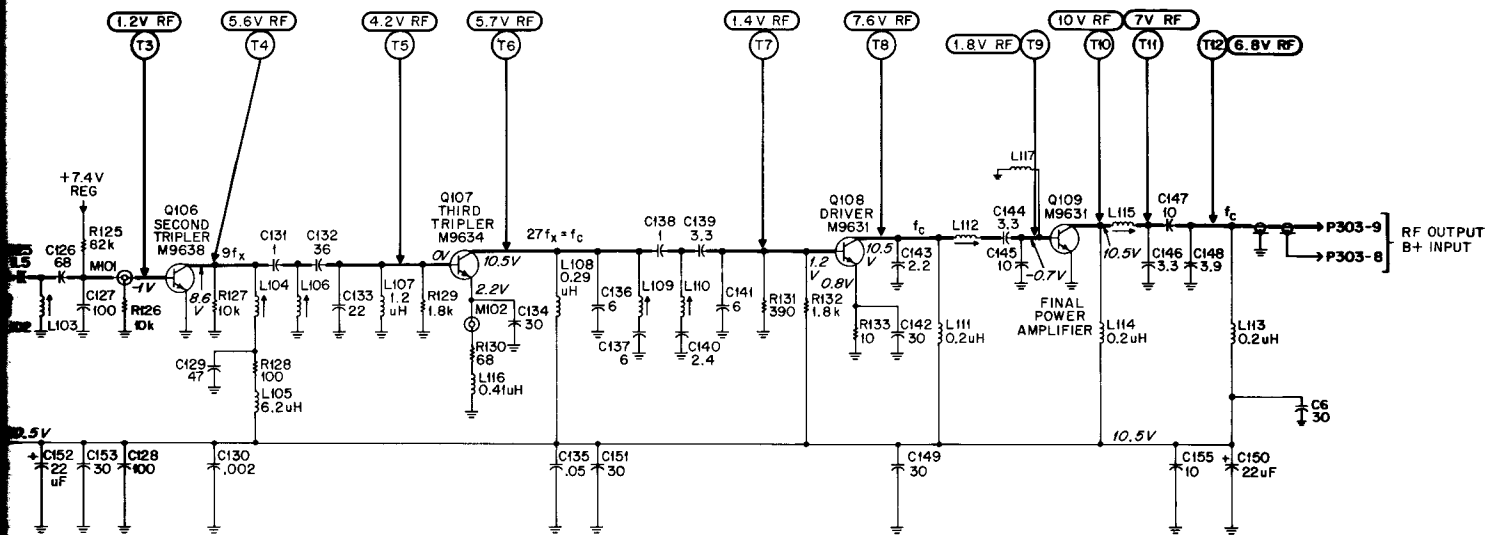 1.2V RF
5.6V RF
4.2V RF
5.7V RF
1.4V RF
7.6V RF
10V RF
7V RF
T3
T4
T5
T6
T7
T8
1.8V RF
T9
T10
T11
T12
6.8V RF
+7.4V
REG
R125
82k
C126
68
M101
-1V
C127
100
R126
10k
L103
Q106
SECOND
TRIPLER
M9638
9fx
8.6
V
R127
10k
C131
1
L104
C132
36
L106
C133
22
L107
1.2
uH
R129
1.8k
C129
47
R128
100
L105
6.2uH
Q107
THIRD
TRIPLER
M9634
0V
10.5V
2.2V
M102
C134
30
R130
68
L116
0.41uH
27fx = fc
L108
0.29
uH
C136
6
C138
1
C139
3.3
L109
L110
C137
6
C140
2.4
C141
6
R131
390
R132
1.8k
1.2
V
Q108
DRIVER
M9631
10.5
V
0.8V
R133
10
C142
30
C143
2.2
fc
L112
L111
0.2uH
L117
C144
3.3
C145
10
-0.7V
Q109
M9631
FINAL
POWER
AMPLIFIER
10.5V
L115
L114
0.2uH
C146
3.3
C147
10
C148
3.9
fc
L113
0.2uH
C6
30
P303-9
P303-8
RF OUTPUT
B+ INPUT
10.5V
+ C152
22
uF
C153
30
C128
100
C130
.002
C135
.05
C151
30
C149
30
10.5V
C155
10
+ C150
22uF